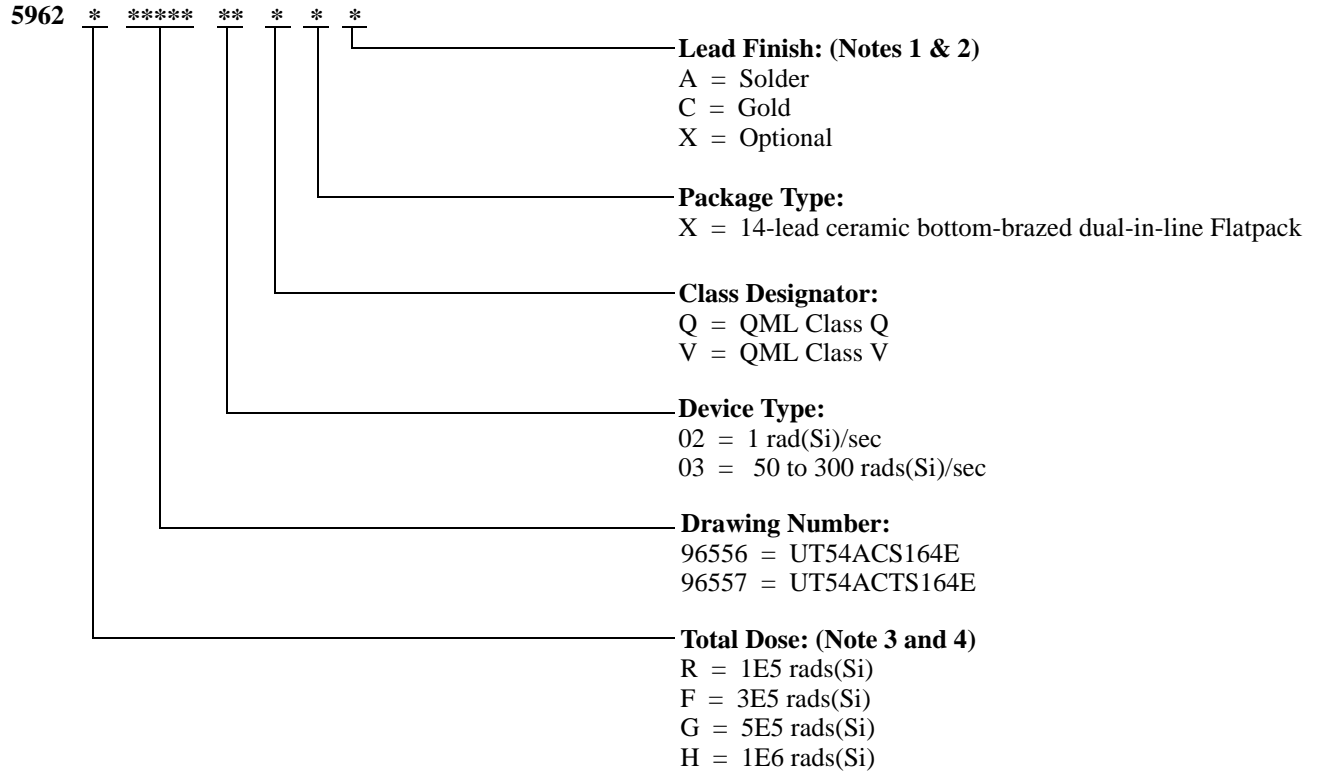 5962 * ***** ** * * *
Lead Finish: (Notes 1 & 2)
A = Solder
C = Gold
X = Optional
Package Type:
X = 14-lead ceramic bottom-brazed dual-in-line Flatpack
Class Designator:
Q = QML Class Q
V = QML Class V
Device Type:
02 = 1 rad(Si)/sec
03 = 50 to 300 rads(Si)/sec
Drawing Number:
96556 = UT54ACS164E
96557 = UT54ACTS164E
Total Dose: (Note 3 and 4)
R = 1E5 rads(Si)
F = 3E5 rads(Si)
G = 5E5 rads(Si)
H = 1E6 rads(Si)